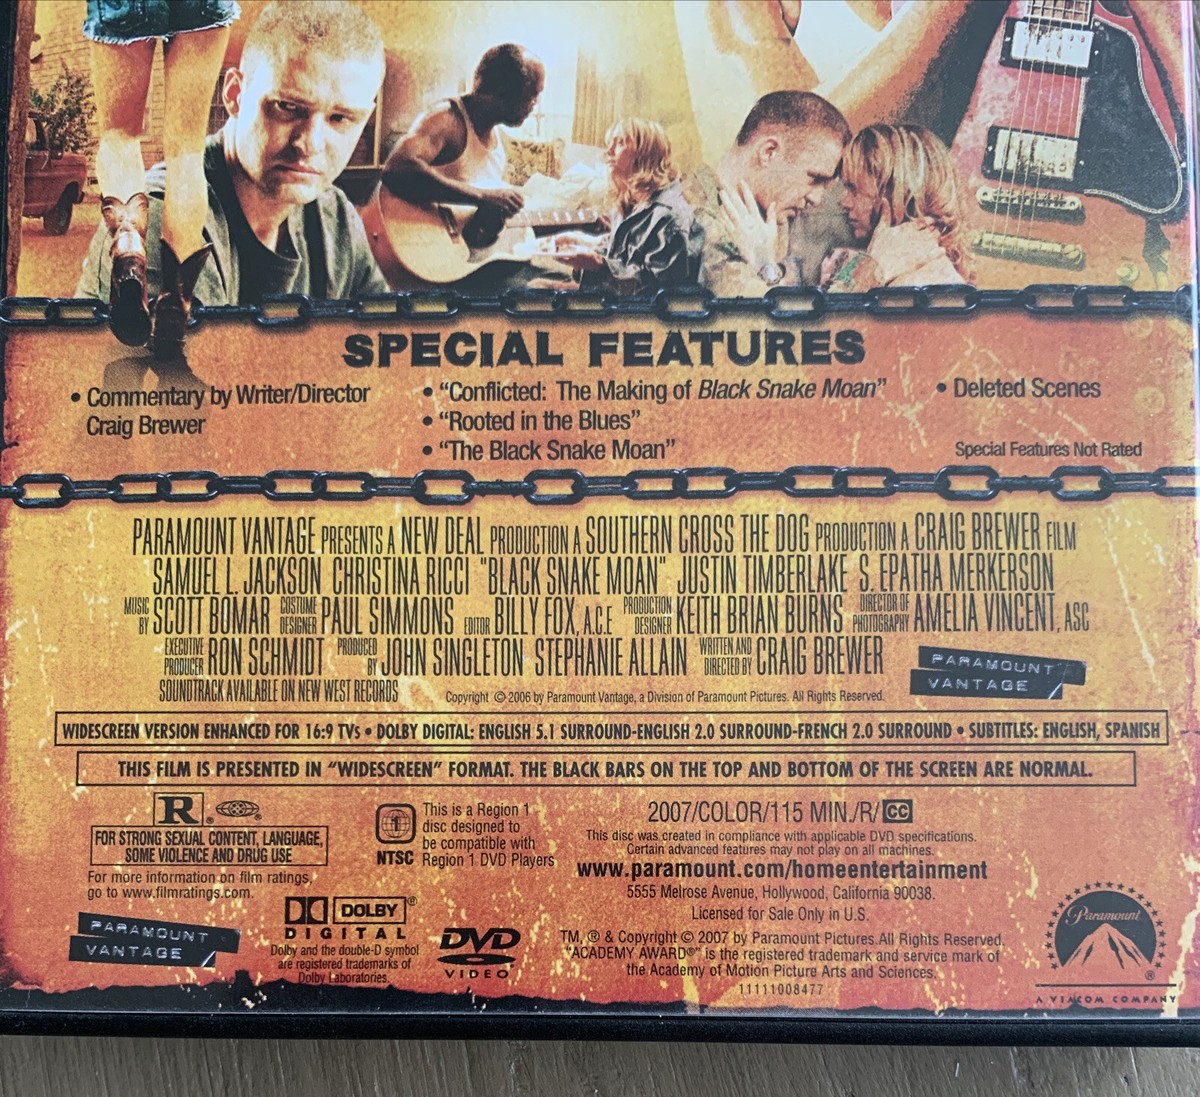 SPECIAL FEATURES
• Commentary by Writer/Director
Craig Brewer
• “Conflicted: The Making of Black Snake Moan”
• “Rooted in the Blues”
• “The Black Snake Moan”
• Deleted Scenes
Special Features Not Rated
PARAMOUNT VANTAGE PRESENTS A NEW DEAL PRODUCTION A SOUTHERN CROSS THE DOG PRODUCTION A CRAIG BREWER FILM
SAMUEL L. JACKSON CHRISTINA RICCI "BLACK SNAKE MOAN" JUSTIN TIMBERLAKE S. EPATHA MERKERSON
MUSIC BY SCOTT BOMAR COSTUME DESIGNER PAUL SIMMONS EDITOR BILLY FOX, A.C.E PRODUCTION DESIGNER KEITH BRIAN BURNS DIRECTOR OF PHOTOGRAPHY AMELIA VINCENT, ASC
EXECUTIVE PRODUCER RON SCHMIDT PRODUCED BY JOHN SINGLETON STEPHANIE ALLAIN WRITTEN AND DIRECTED BY CRAIG BREWER
SOUNDTRACK AVAILABLE ON NEW WEST RECORDS
Copyright © 2006 by Paramount Vantage, a Division of Paramount Pictures. All Rights Reserved.
PARAMOUNT
VANTAGE
WIDESCREEN VERSION ENHANCED FOR 16:9 TVs • DOLBY DIGITAL: ENGLISH 5.1 SURROUND-ENGLISH 2.0 SURROUND-FRENCH 2.0 SURROUND • SUBTITLES: ENGLISH, SPANISH
THIS FILM IS PRESENTED IN “WIDESCREEN” FORMAT. THE BLACK BARS ON THE TOP AND BOTTOM OF THE SCREEN ARE NORMAL.
R ®
FOR STRONG SEXUAL CONTENT, LANGUAGE,
SOME VIOLENCE AND DRUG USE
For more information on film ratings,
go to www.filmratings.com.
PARAMOUNT
VANTAGE
1
NTSC
This is a Region 1
disc designed to
be compatible with
Region 1 DVD Players
DOLBY ®
DIGITAL
Dolby and the double-D symbol
are registered trademarks of
Dolby Laboratories.
DVD
VIDEO
2007/COLOR/115 MIN./R/CC
This disc was created in compliance with applicable DVD specifications.
Certain advanced features may not play on all machines.
www.paramount.com/homeentertainment
5555 Melrose Avenue, Hollywood, California 90038.
Licensed for Sale Only in U.S.
TM, ® & Copyright © 2007 by Paramount Pictures.All Rights Reserved.
"ACADEMY AWARD®" is the registered trademark and service mark of
the Academy of Motion Picture Arts and Sciences.
11111008477
Paramount
®
A VIACOM COMPANY